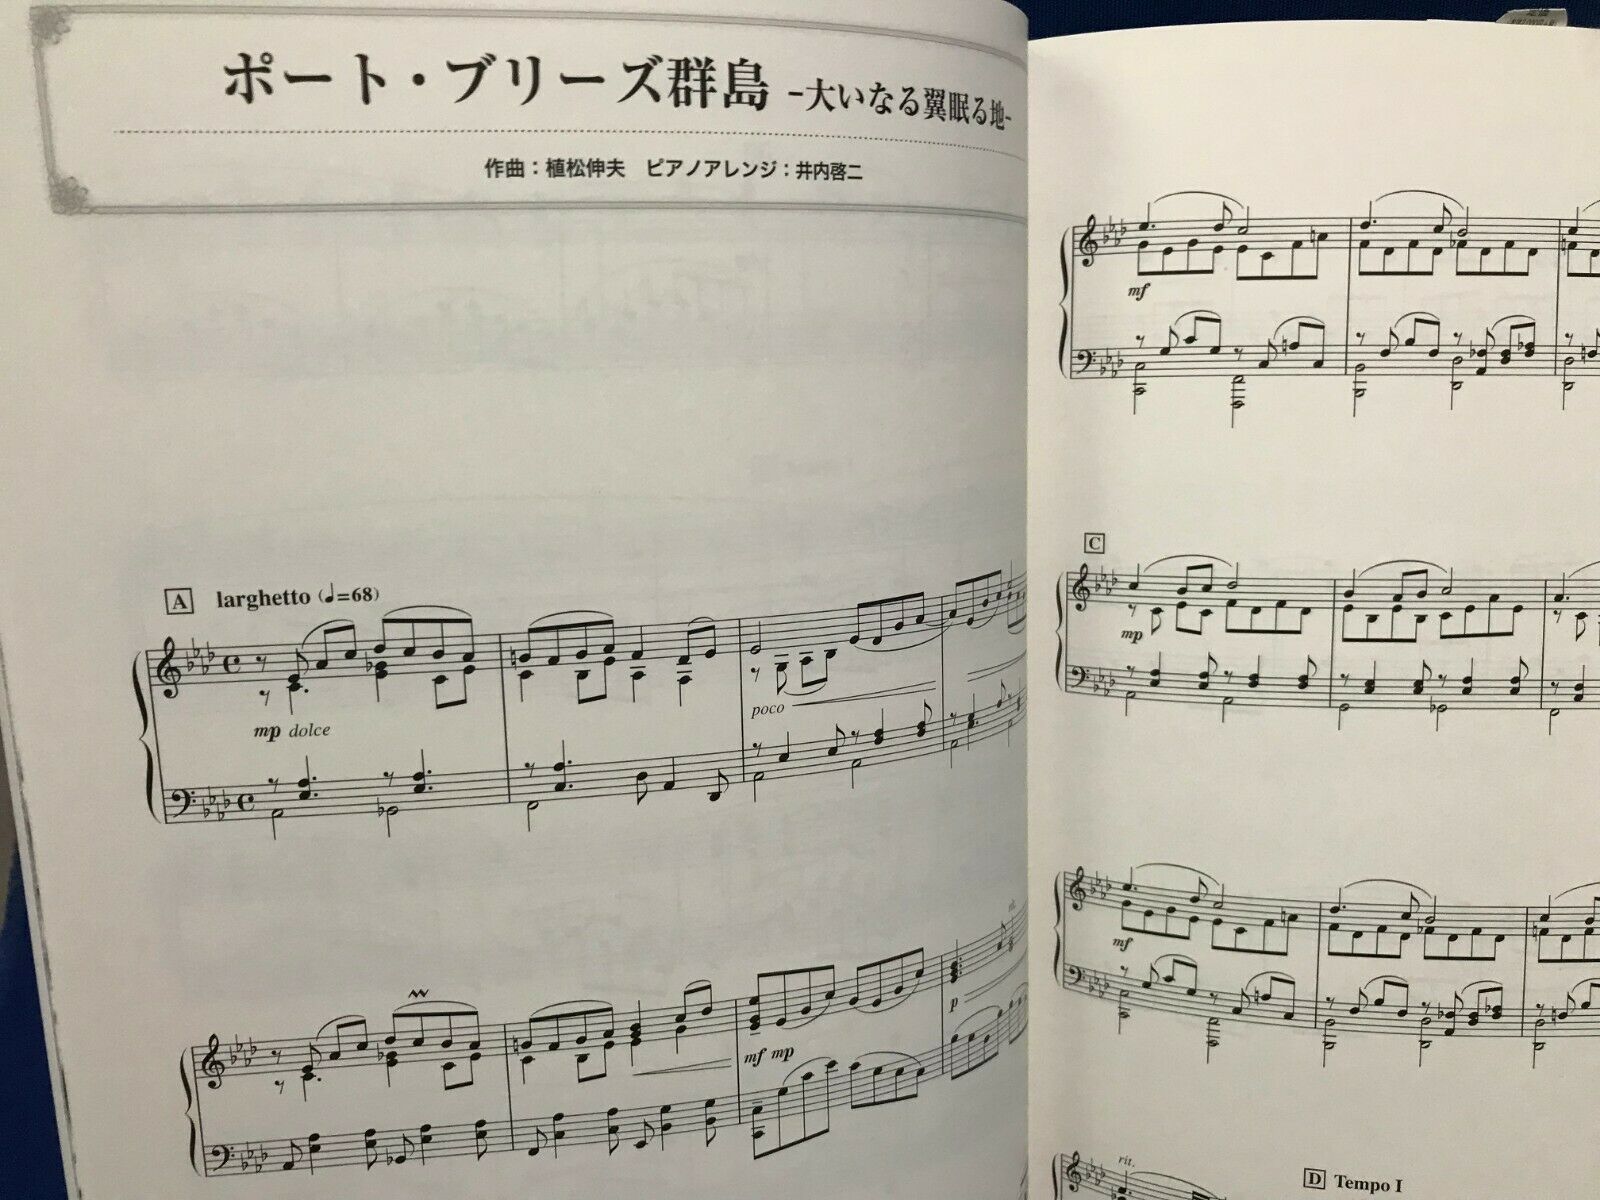 ポート・ブリーズ群島 -大いなる翼眠る地-
作曲：植松伸夫　ピアノアレンジ：井内啓二
A larghetto (♩=68)
mp dolce
poco
rit.
mf mp
p
mf
C
mp
mf
rit.
D Tempo I